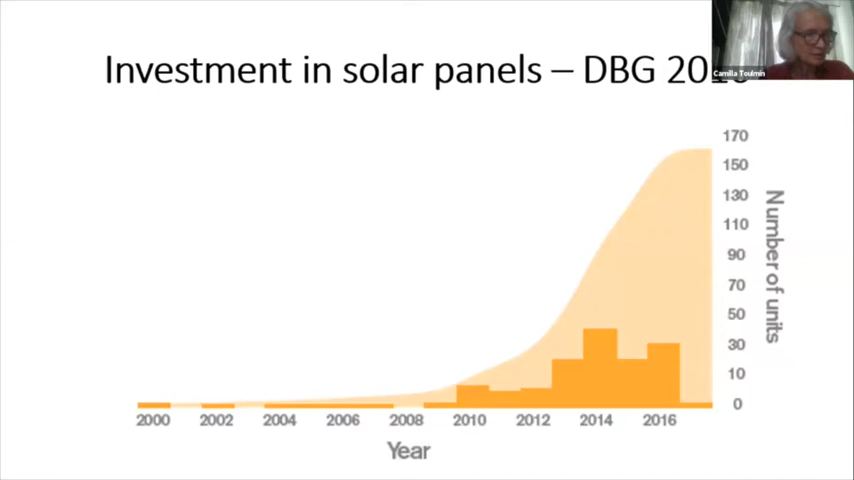 Investment in solar panels – DBG
Camilla Toulmin
170
150
130
110
90
70
50
30
10
0
Number of units
2000 2002 2004 2006 2008 2010 2012 2014 2016
Year